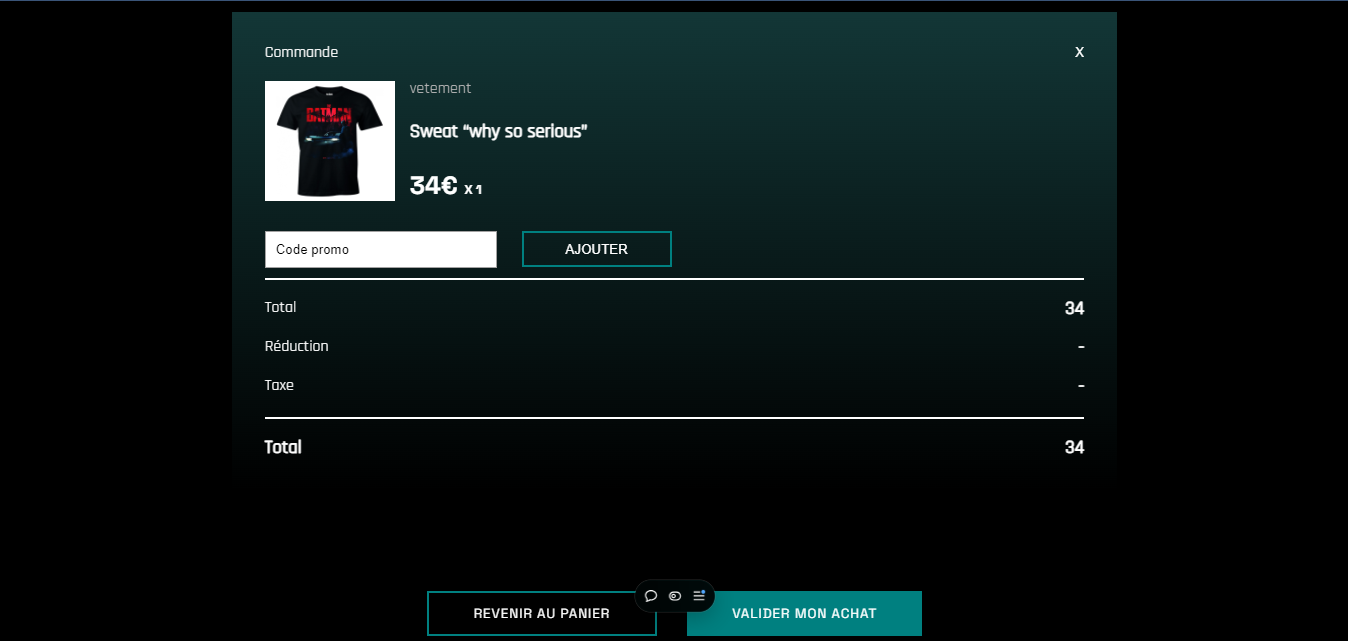 Commande X
BATMAN
vetement
Sweat “why so serious”
34€ X 1
Code promo AJOUTER
Total 34
Réduction -
Taxe -
Total 34
REVENIR AU PANIER VALIDER MON ACHAT